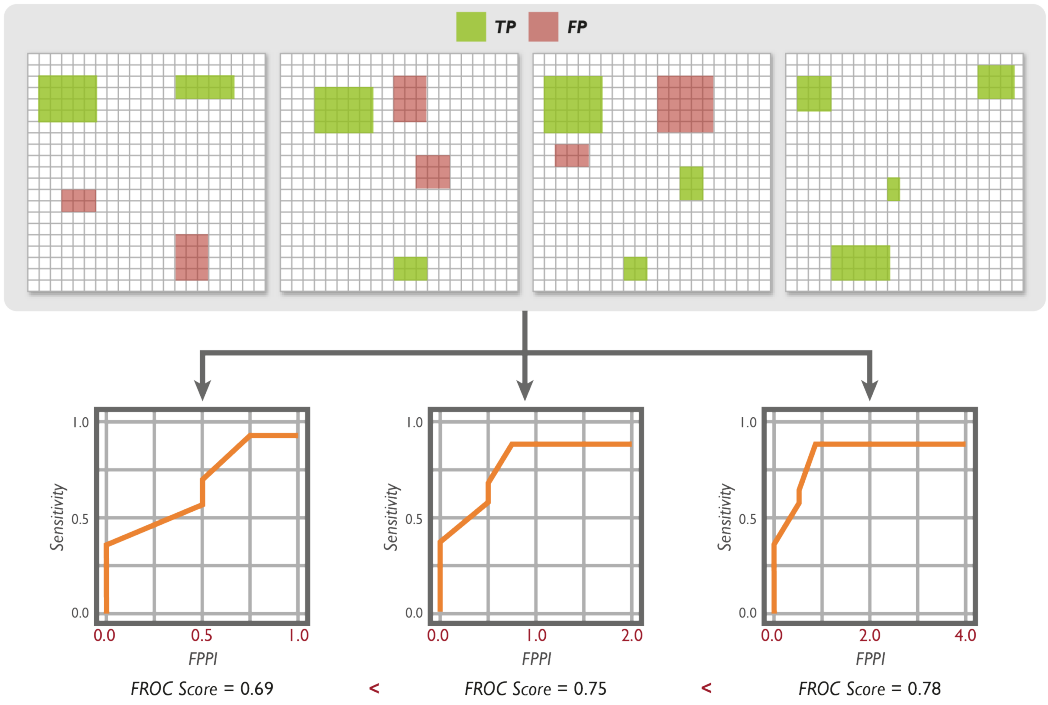 TP FP
1.0 1.0 1.0
Sensitivity Sensitivity Sensitivity
0.5 0.5 0.5
0.0 0.0 0.0
0.0 0.5 1.0 0.0 1.0 2.0 0.0 2.0 4.0
FPPI FPPI FPPI
FROC Score = 0.69 < FROC Score = 0.75 < FROC Score = 0.78